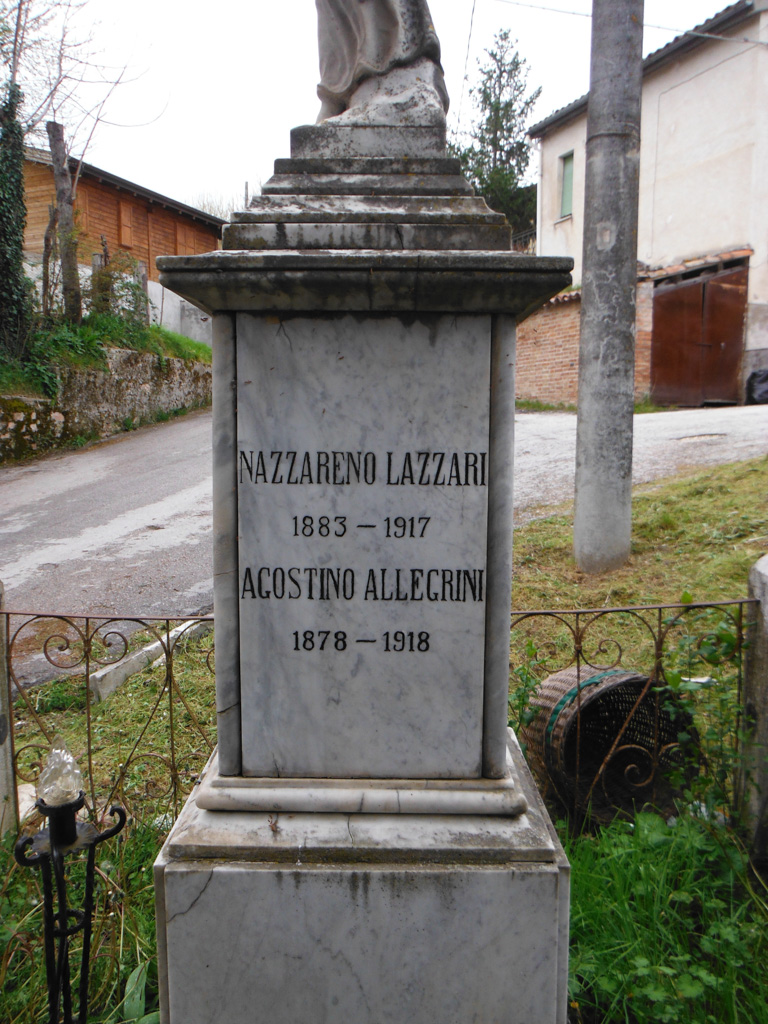 NAZZARENO LAZZARI
1883 – 1917
AGOSTINO ALLEGRINI
1878 – 1918